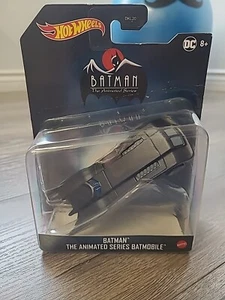 Hot Wheels
DC
8+
BATMAN
The Animated Series
BATMAN
THE ANIMATED SERIES BATMOBILE